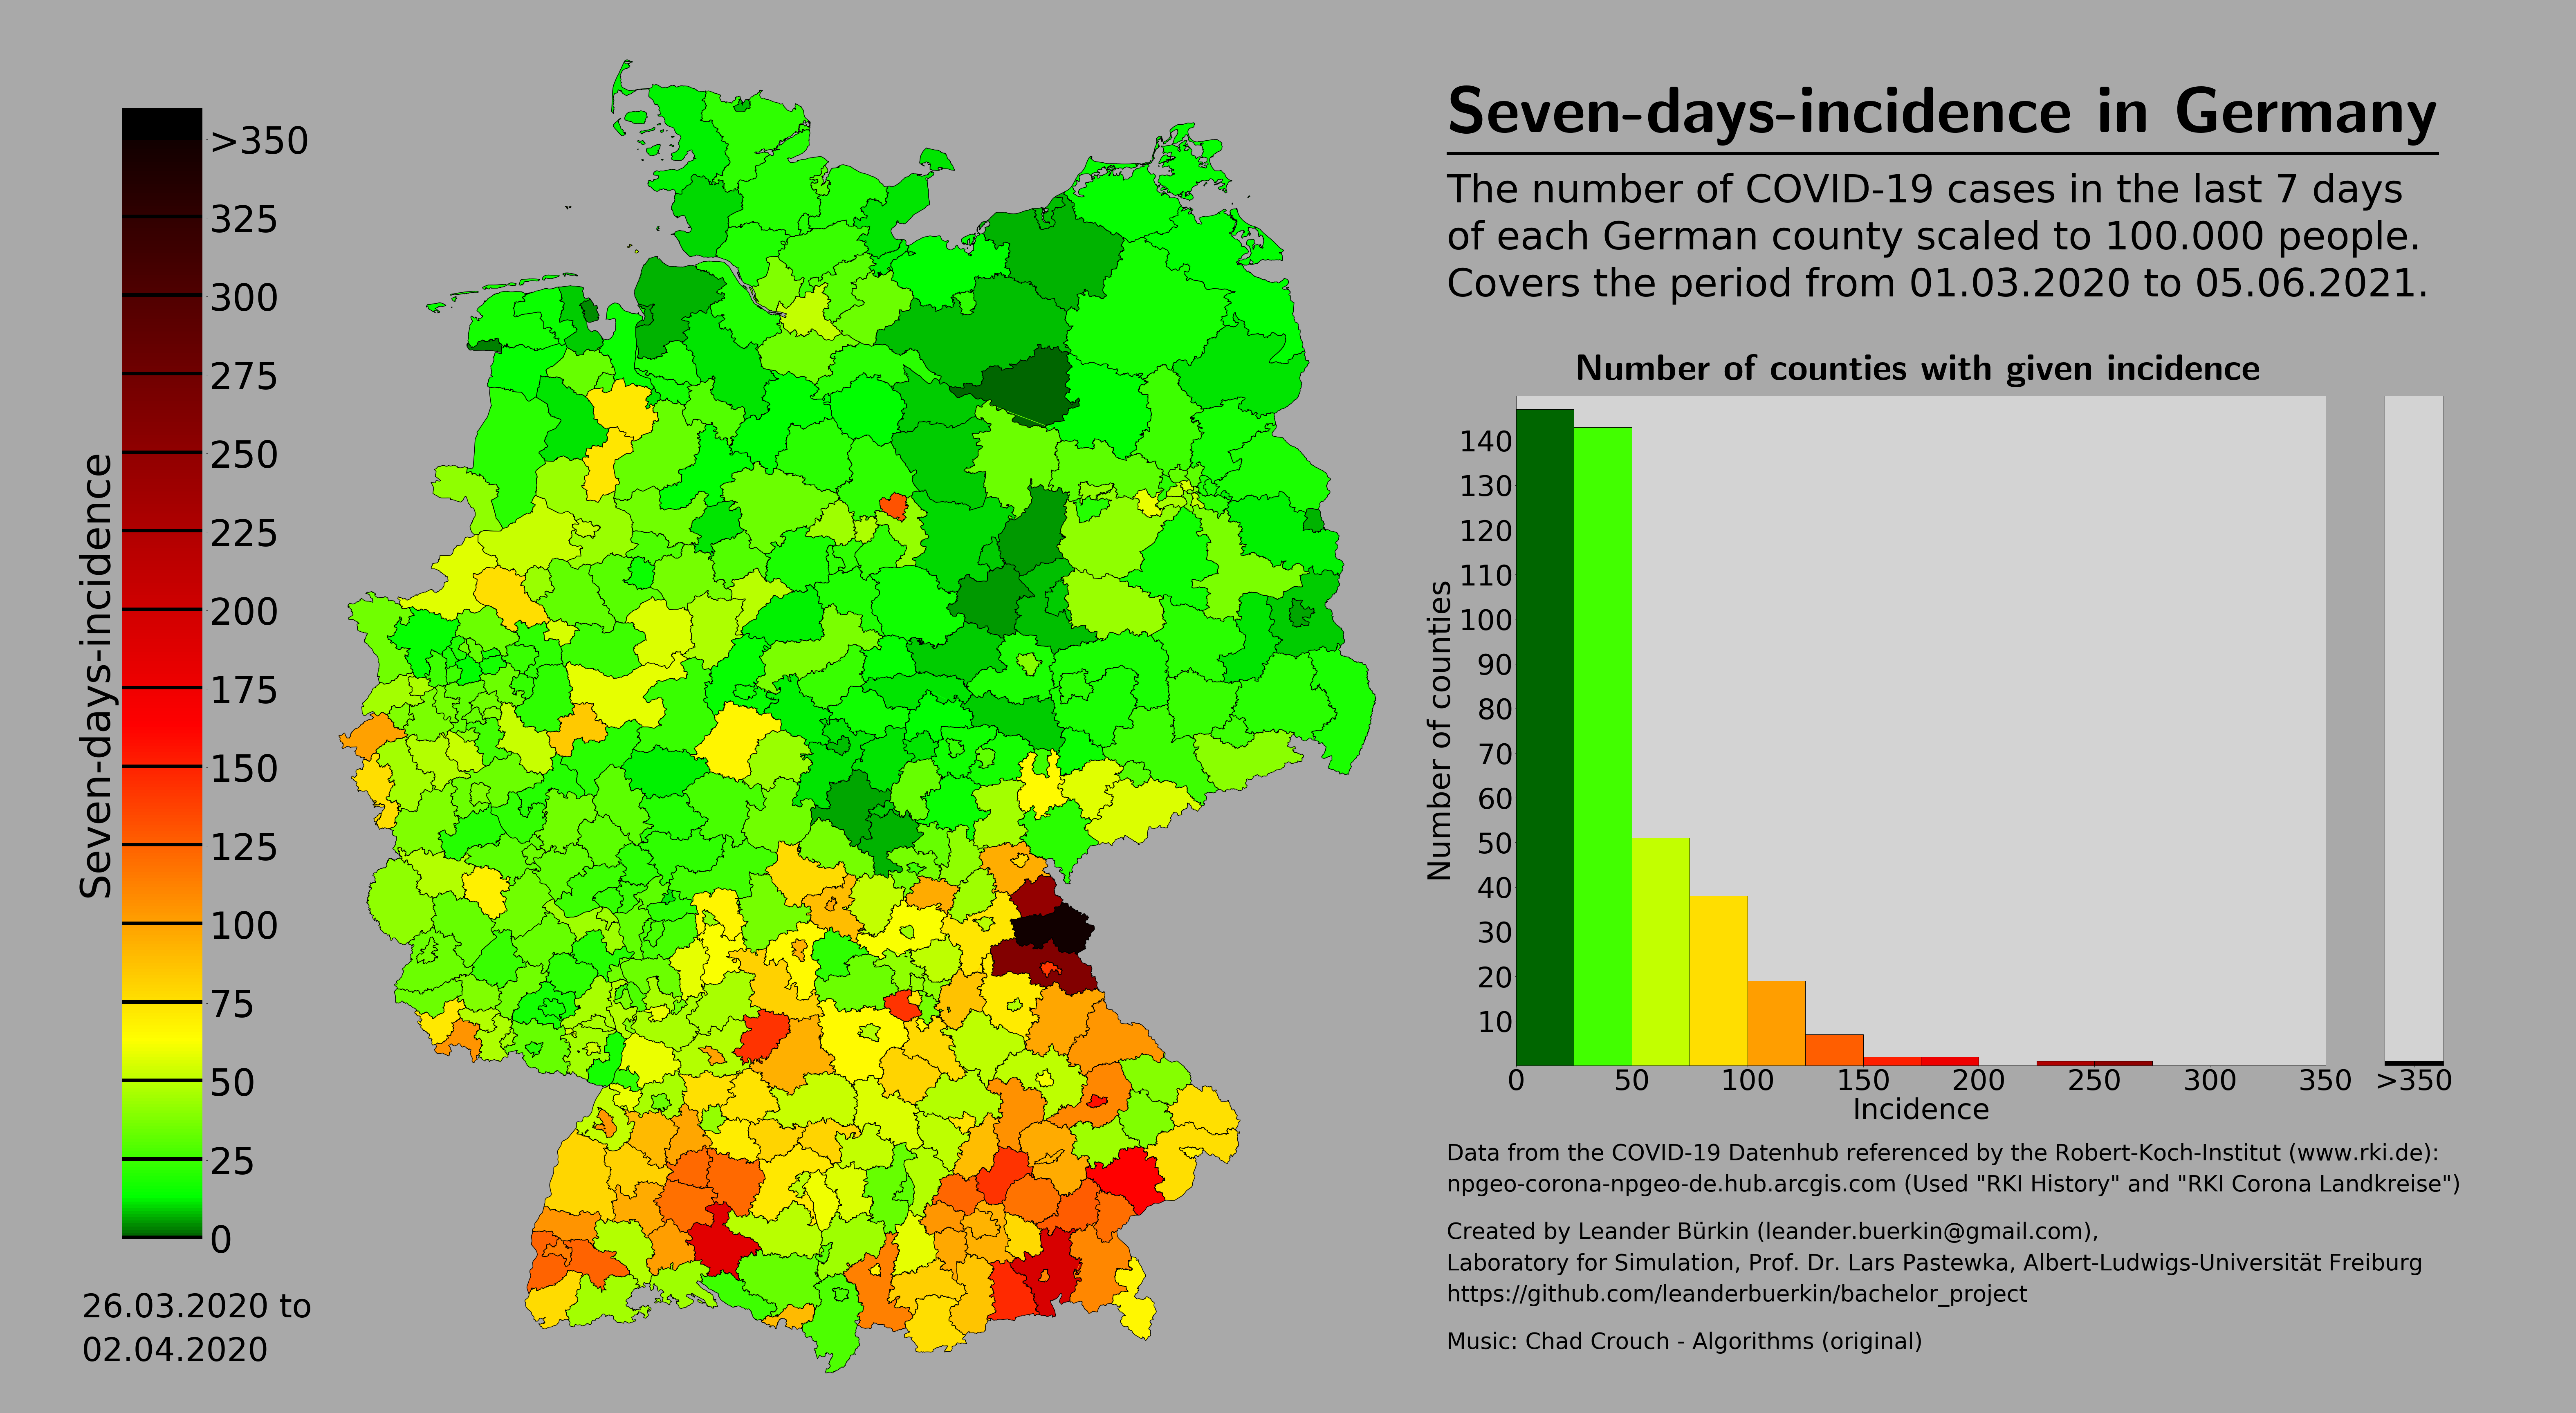 Seven-days-incidence in Germany
The number of COVID-19 cases in the last 7 days
of each German county scaled to 100.000 people.
Covers the period from 01.03.2020 to 05.06.2021.
Seven-days-incidence
>350
325
300
275
250
225
200
175
150
125
100
75
50
25
0
26.03.2020 to
02.04.2020
Number of counties with given incidence
Number of counties
140
130
120
110
100
90
80
70
60
50
40
30
20
10
0 50 100 150 200 250 300 350 >350
Incidence
Data from the COVID-19 Datenhub referenced by the Robert-Koch-Institut (www.rki.de):
npgeo-corona-npgeo-de.hub.arcgis.com (Used "RKI History" and "RKI Corona Landkreise")
Created by Leander Bürkin (leander.buerkin@gmail.com),
Laboratory for Simulation, Prof. Dr. Lars Pastewka, Albert-Ludwigs-Universität Freiburg
https://github.com/leanderbuerkin/bachelor_project
Music: Chad Crouch - Algorithms (original)